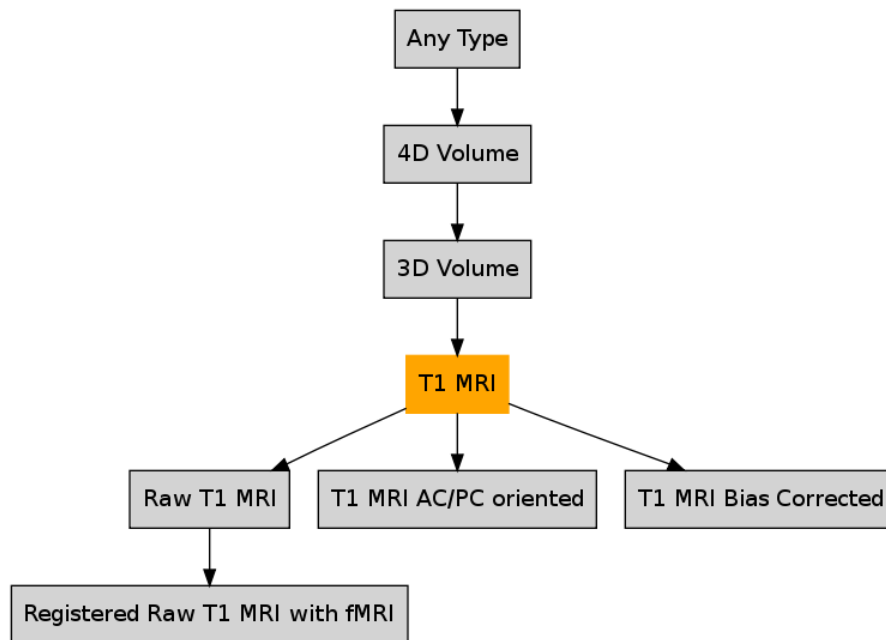 Any Type
4D Volume
3D Volume
T1 MRI
Raw T1 MRI
T1 MRI AC/PC oriented
T1 MRI Bias Corrected
Registered Raw T1 MRI with fMRI